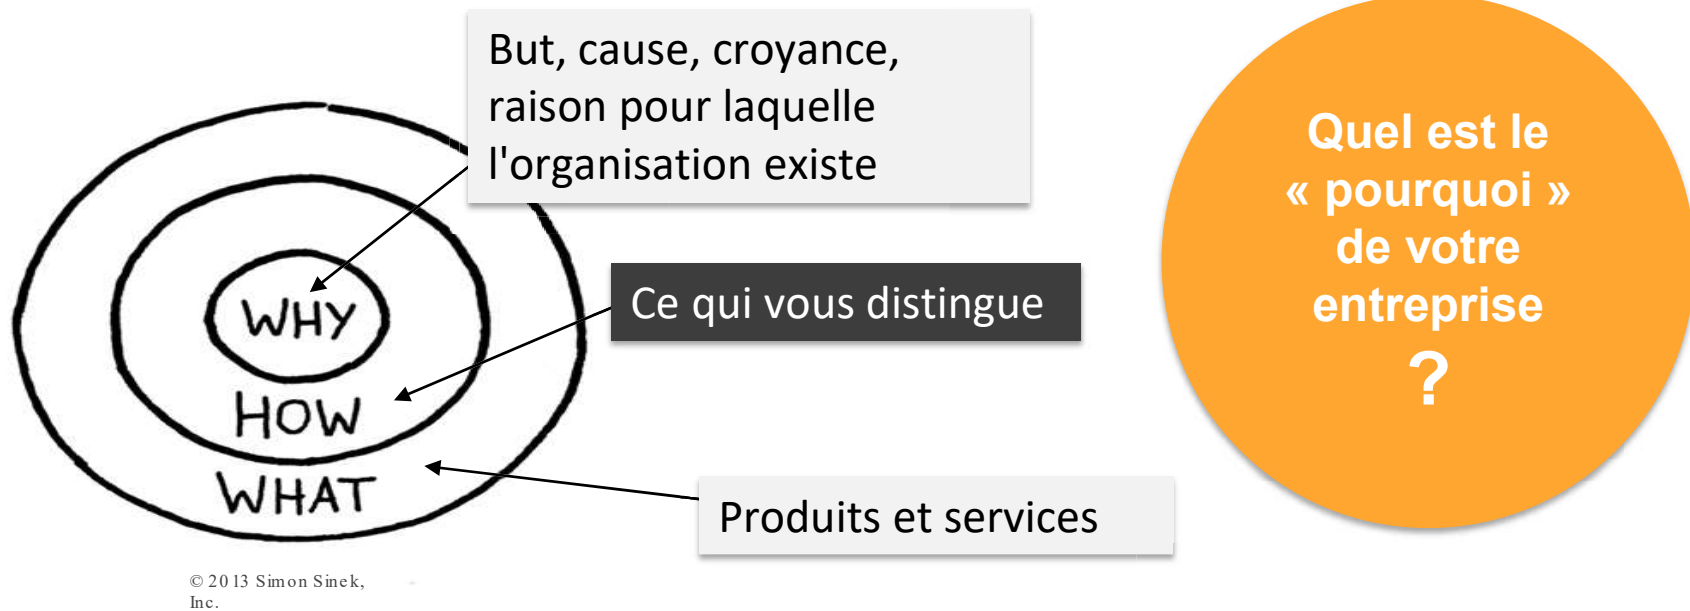 But, cause, croyance,
raison pour laquelle
l'organisation existe
WHY
Ce qui vous distingue
HOW
WHAT
Produits et services
© 2013 Simon Sinek,
Inc.
Quel est le
« pourquoi »
de votre
entreprise
?